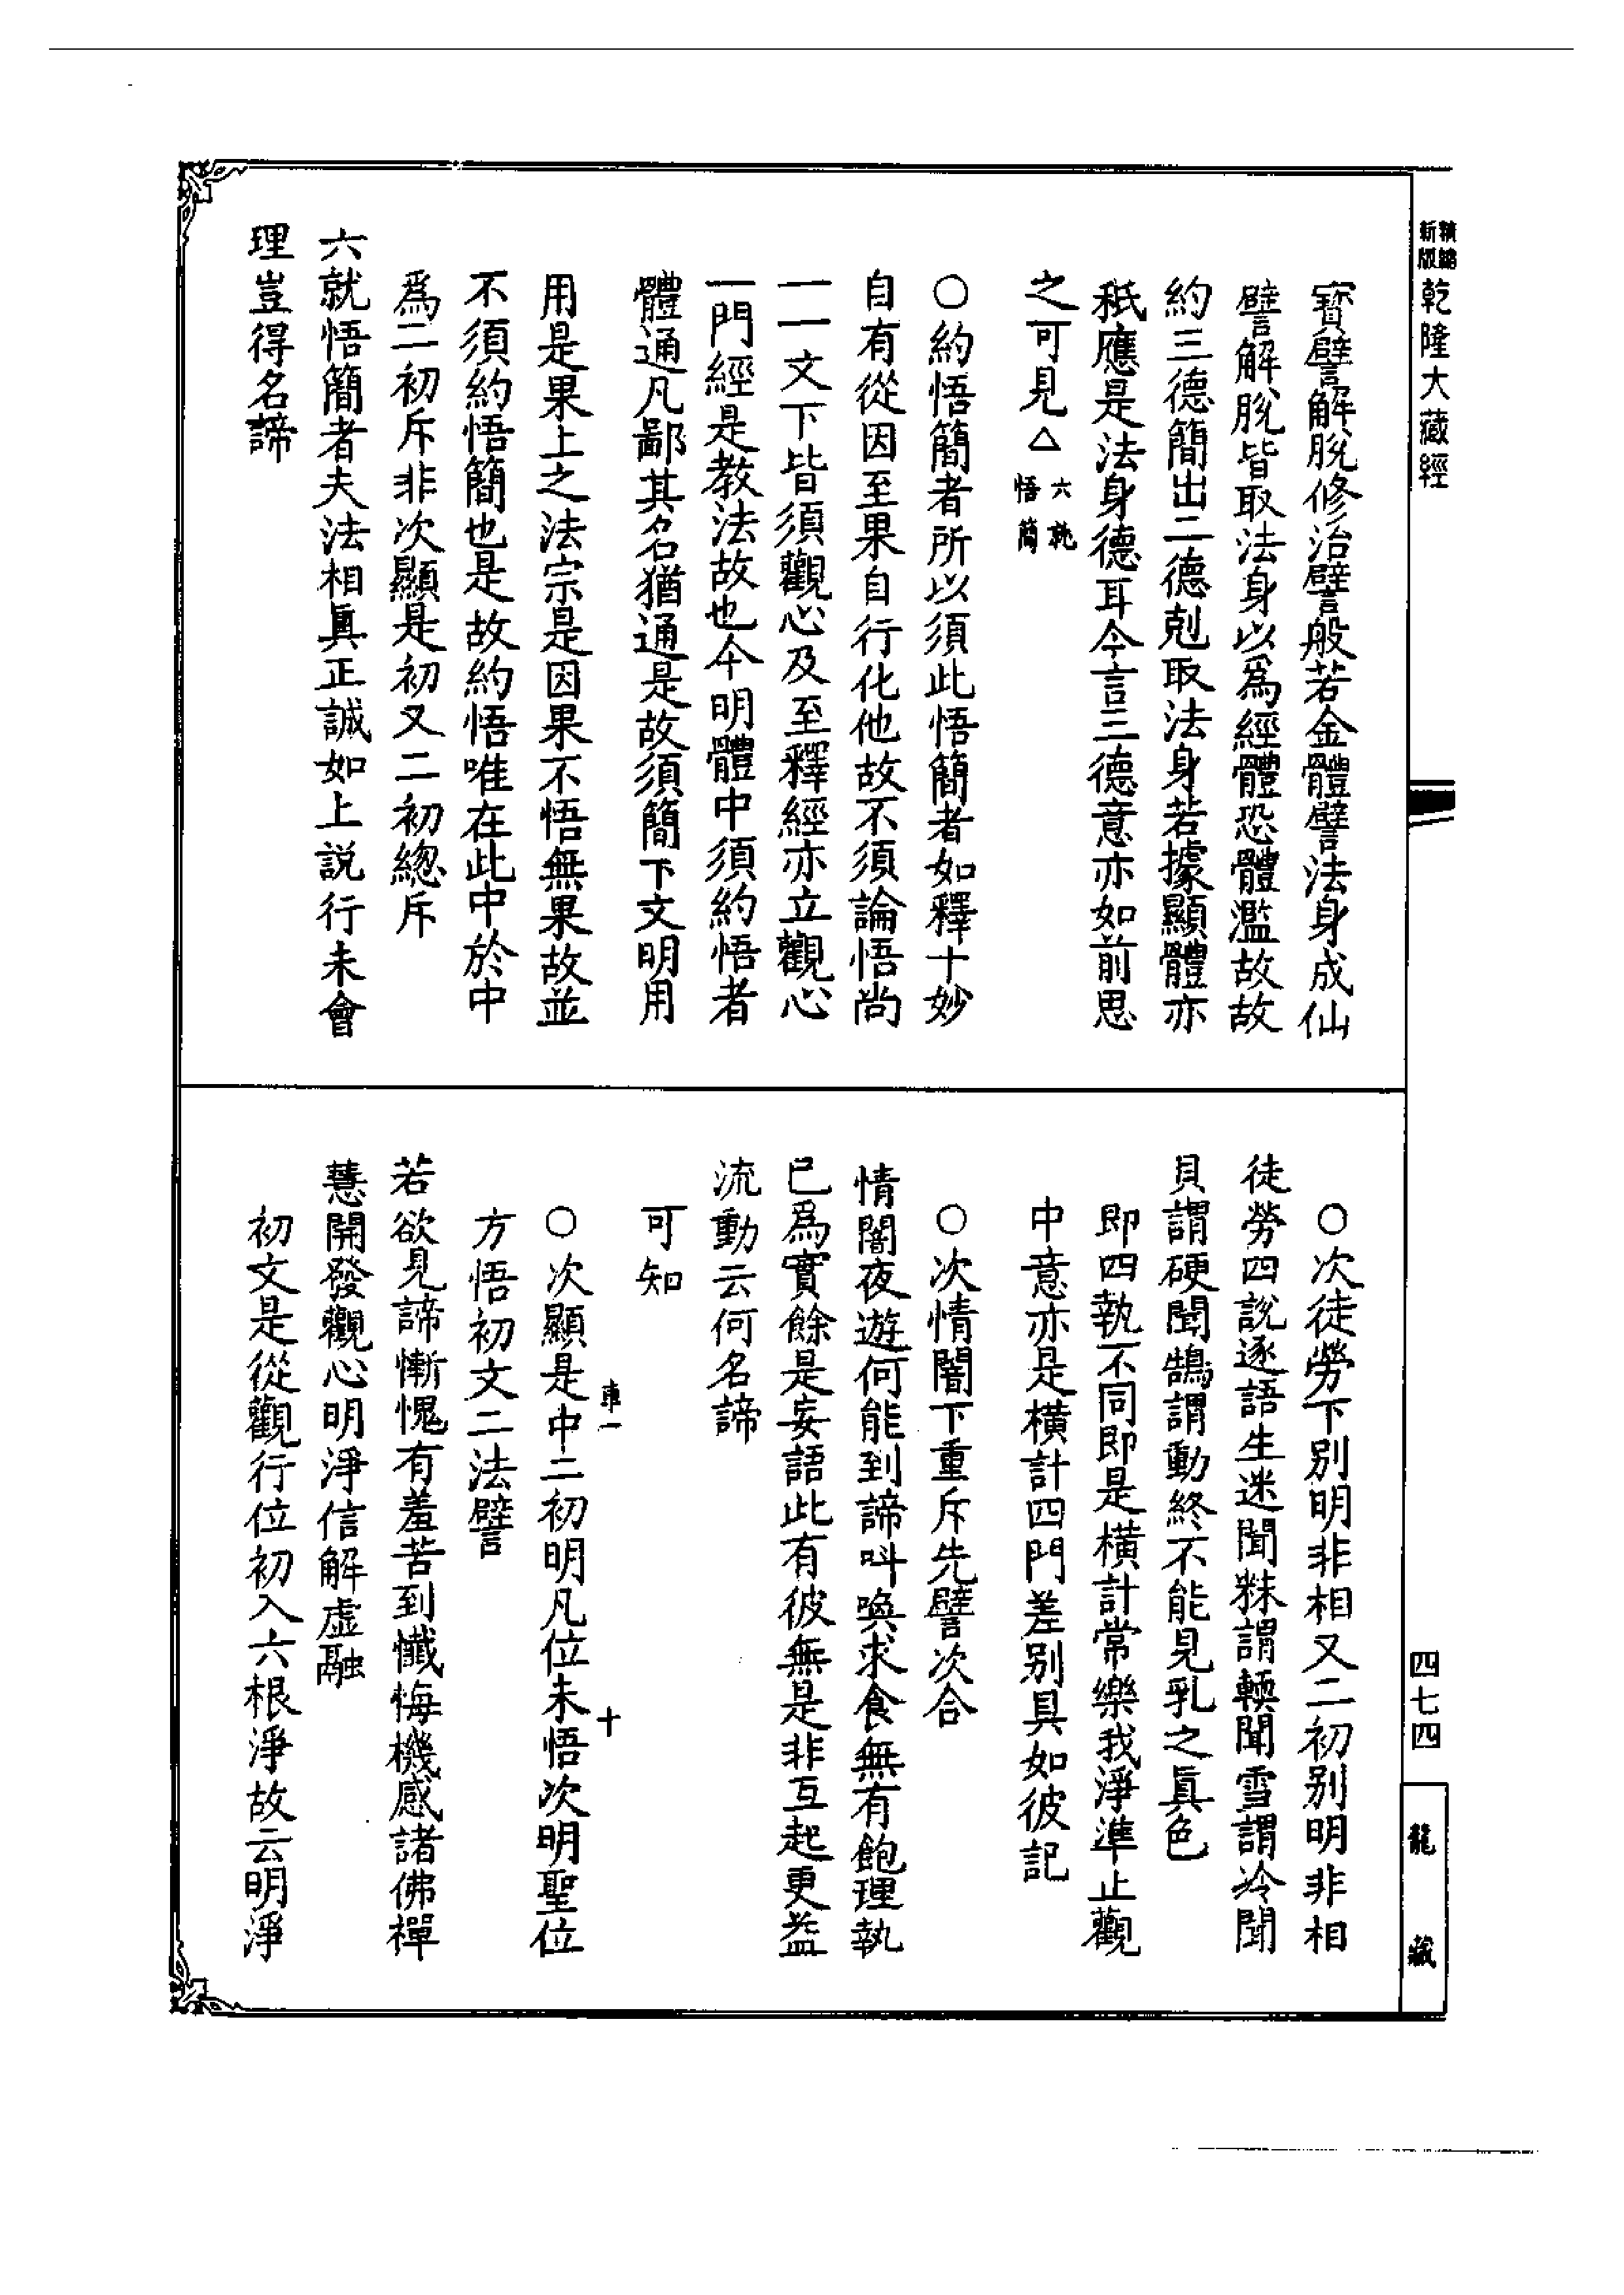 精縮新版乾隆大藏經
寶譬解脫修治譬般若金體譬法身成仙
譬解脫皆取法身以爲經體恐體濫故故
約三德簡出二德剋取法身若據顯體亦
秖應是法身德耳今言三德意亦如前思
之可見△六就悟簡
○約悟簡者所以須此悟簡者如釋十妙
自有從因至果自行化他故不須論悟尚
一一文下皆須觀心及至釋經亦立觀心
一門經是教法故也今明體中須約悟者
體通凡鄙其名猶通是故須簡下文明用
用是果上之法宗是因果不悟無果故並
不須約悟簡也是故約悟唯在此中於中
爲二初斥非次顯是初又二初總斥
六就悟簡者夫法相眞正誠如上說行未會
理豈得名諦
○次徒勞下別明非相又二初別明非相
徒勞四說逐語生迷聞粖謂輭聞雪謂冷聞
貝謂硬聞鵠謂動終不能見乳之眞色
即四執不同即是橫計常樂我淨準止觀
中意亦是橫計四門差別具如彼記
○次情闇下重斥先譬次合
情闇夜遊何能到諦呌喚求食無有飽理執
已爲實餘是妄語此有彼無是非互起更益
流動云何名諦
可知
車一
十
○次顯是中二初明凡位未悟次明聖位
方悟初文二法譬
若欲見諦慚愧有羞苦到懺悔機感諸佛禪
慧開發觀心明淨信解虛融
初文是從觀行位初入六根淨故云明淨
四七四
龍藏